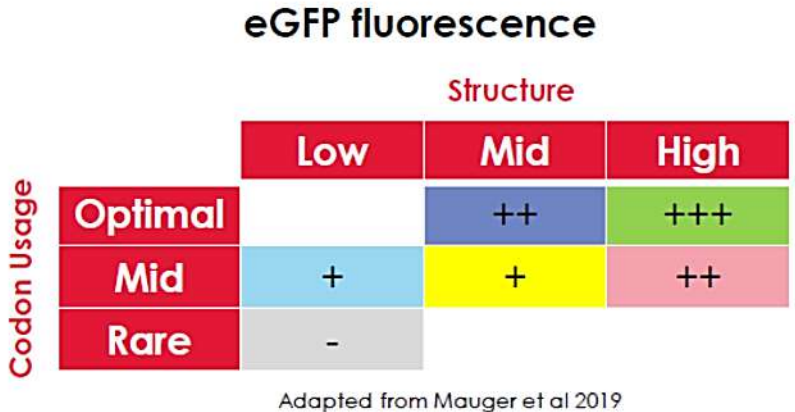 eGFP fluorescence
Structure
Low Mid High
Codon Usage
Optimal ++ +++
Mid + + ++
Rare -
Adapted from Mauger et al 2019